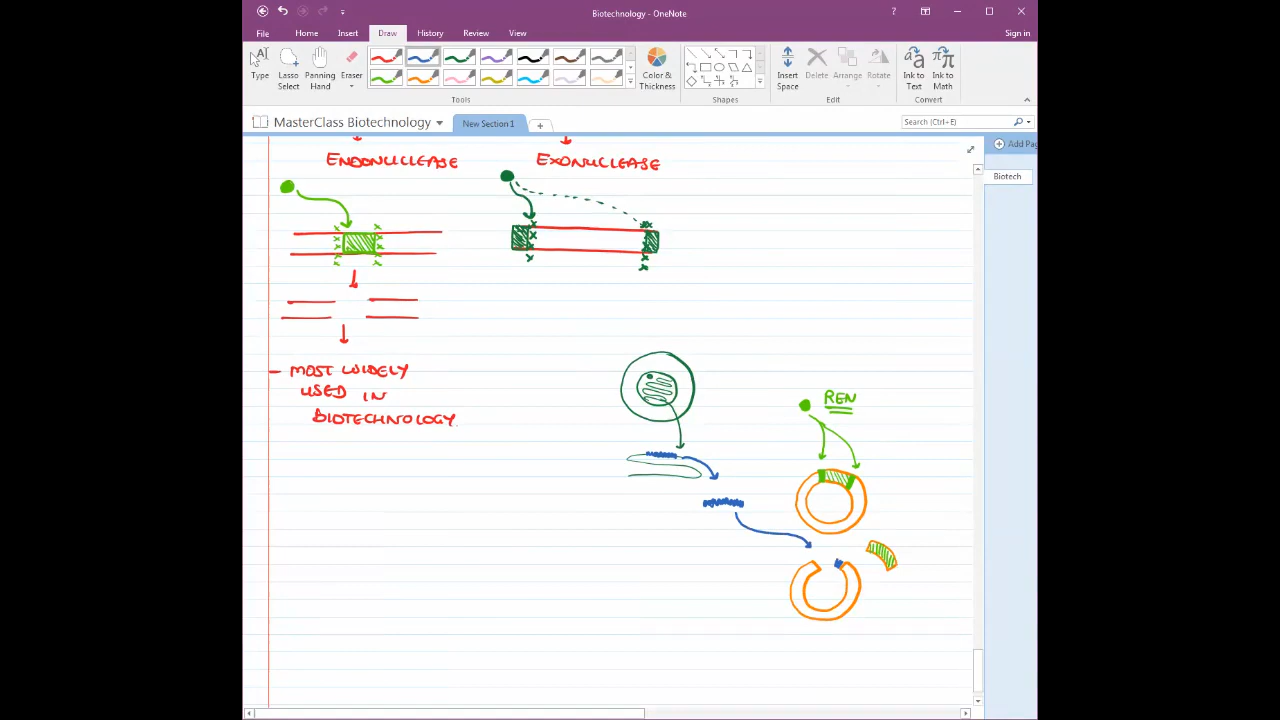 Biotechnology - OneNote
?
File
Home
Insert
Draw
History
Review
View
Sign in
Type
Lasso
Select
Panning
Hand
Eraser
Color &
Thickness
Insert
Space
Delete
Arrange
Rotate
Ink to
Text
Ink to
Math
Tools
Shapes
Edit
Convert
MasterClass Biotechnology
New Section 1
+
Search (Ctrl+E)
Add Pag
Biotech
ENDONUCLEASE
EXONUCLEASE
- MOST WIDELY
USED IN
BIOTECHNOLOGY.
REN